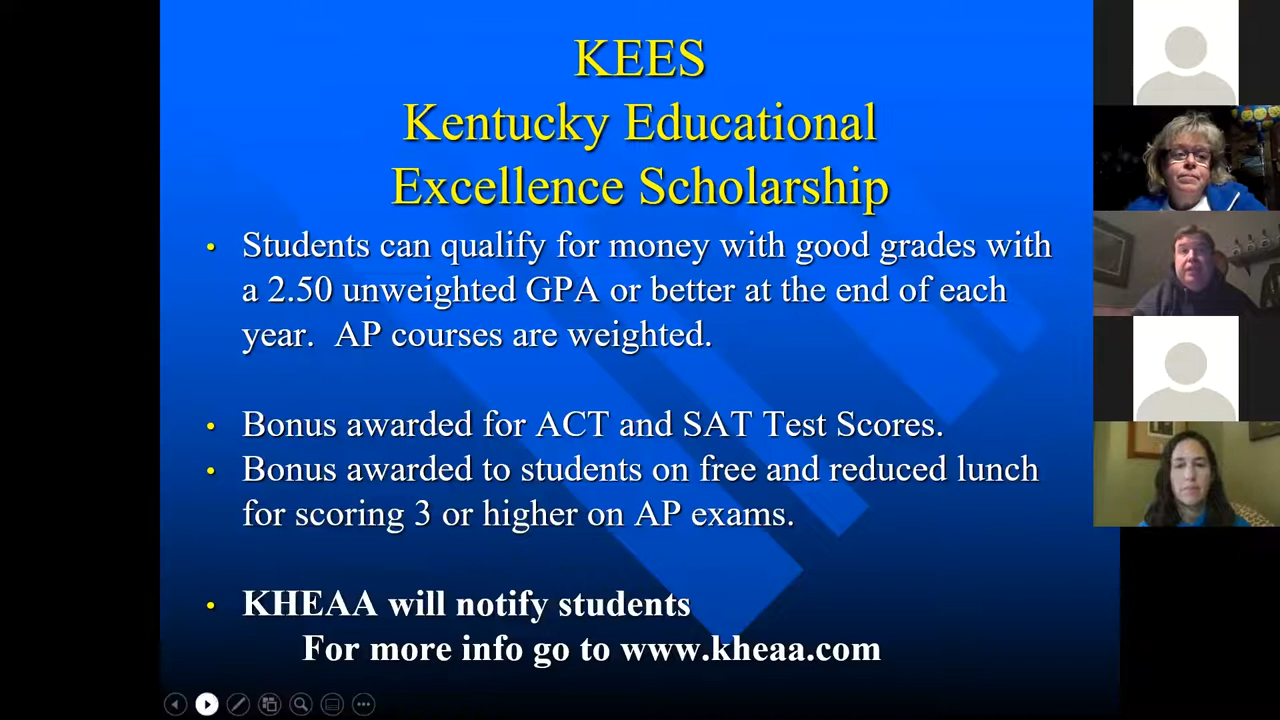 KEES
Kentucky Educational
Excellence Scholarship
• Students can qualify for money with good grades with
a 2.50 unweighted GPA or better at the end of each
year.  AP courses are weighted.
• Bonus awarded for ACT and SAT Test Scores.
• Bonus awarded to students on free and reduced lunch
for scoring 3 or higher on AP exams.
• KHEAA will notify students
For more info go to www.kheaa.com